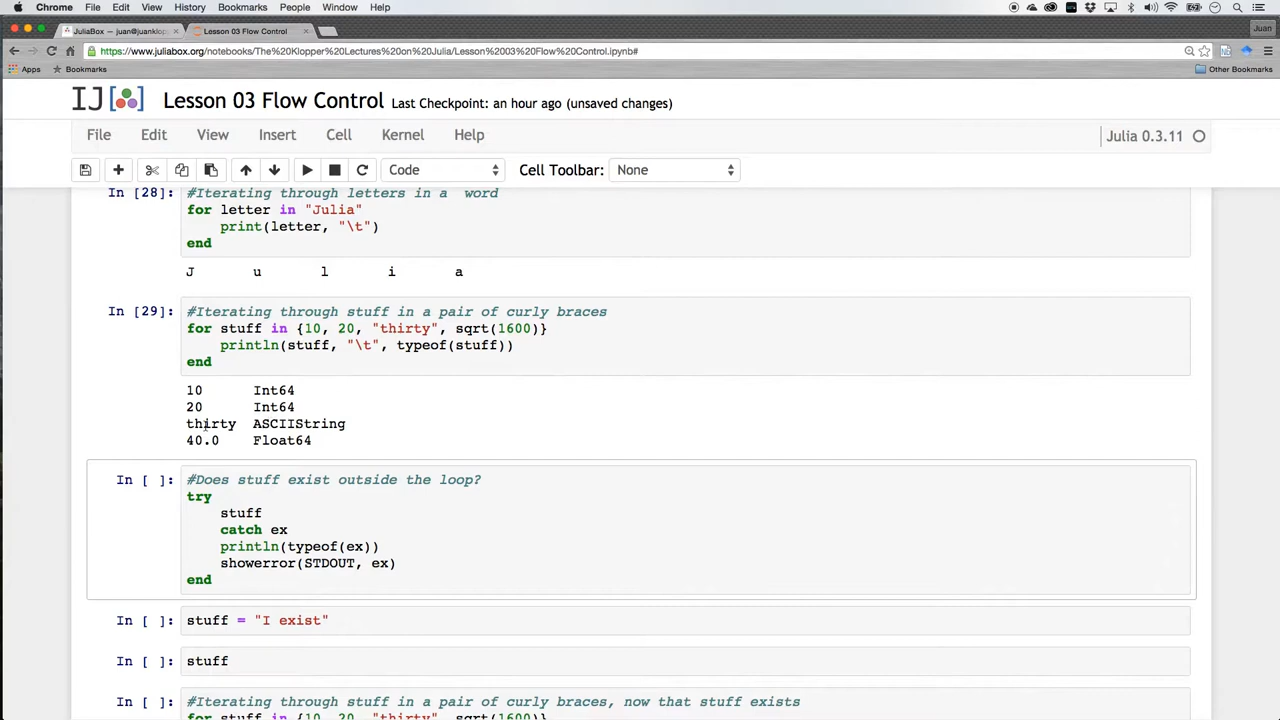 Chrome File Edit View History Bookmarks People Window Help
JuliaBox — juan@juanklop × Lesson 03 Flow Control × Juan
https://www.juliabox.org/notebooks/The%20Klopper%20Lectures%20on%20Julia/Lesson%2003%20Flow%20Control.ipynb#
Apps Bookmarks Other Bookmarks
IJ[ ] Lesson 03 Flow Control Last Checkpoint: an hour ago (unsaved changes)
File Edit View Insert Cell Kernel Help Julia 0.3.11
Code Cell Toolbar: None
In [28]: #Iterating through letters in a  word
for letter in "Julia"
    print(letter, "\t")
end
J u l i a
In [29]: #Iterating through stuff in a pair of curly braces
for stuff in {10, 20, "thirty", sqrt(1600)}
    println(stuff, "\t", typeof(stuff))
end
10 Int64
20 Int64
thirty ASCIIString
40.0 Float64
In [ ]: #Does stuff exist outside the loop?
try
    stuff
    catch ex
    println(typeof(ex))
    showerror(STDOUT, ex)
end
In [ ]: stuff = "I exist"
In [ ]: stuff
In [ ]: #Iterating through stuff in a pair of curly braces, now that stuff exists
for stuff in {10, 20, "thirty", sqrt(1600)}